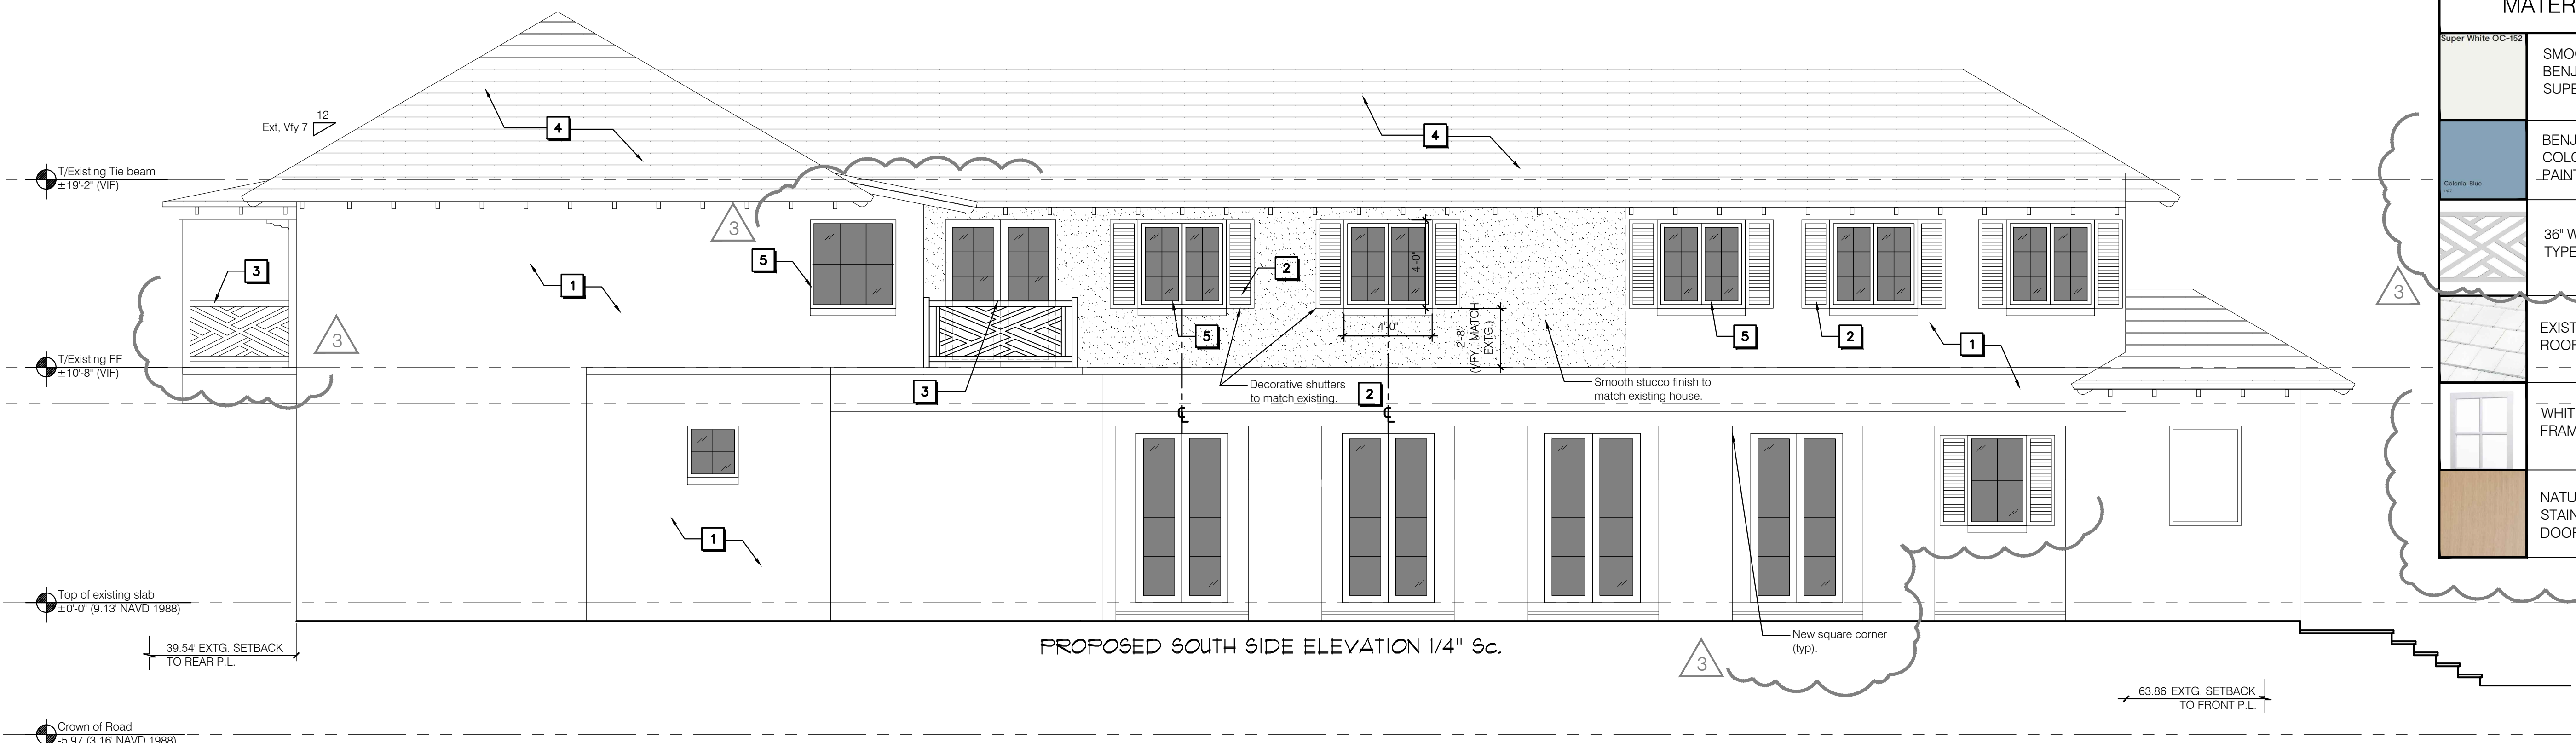 MATER
Super White OC-152
SMOO
BENJ
SUPE
BENJ
COLO
PAINT
Colonial Blue
36" W
TYPE
EXIST
ROOF
WHITE
FRAM
NATU
STAIN
DOOR
12
Ext, Vfy 7
4
4
T/Existing Tie beam
±19'-2" (VIF)
3
5
3
1
2
4'-0"
3
3
4'-0"
5
2'-8"
(VFY. MATCH
EXTG.)
5
2
1
T/Existing FF
±10'-8" (VIF)
3
Decorative shutters
to match existing.
2
Smooth stucco finish to
match existing house.
1
Top of existing slab
±0'-0" (9.13' NAVD 1988)
39.54' EXTG. SETBACK
TO REAR P.L.
PROPOSED SOUTH SIDE ELEVATION 1/4" Sc.
New square corner
(typ).
3
63.86' EXTG. SETBACK
TO FRONT P.L.
Crown of Road
-5.97 (3.16' NAVD 1988)